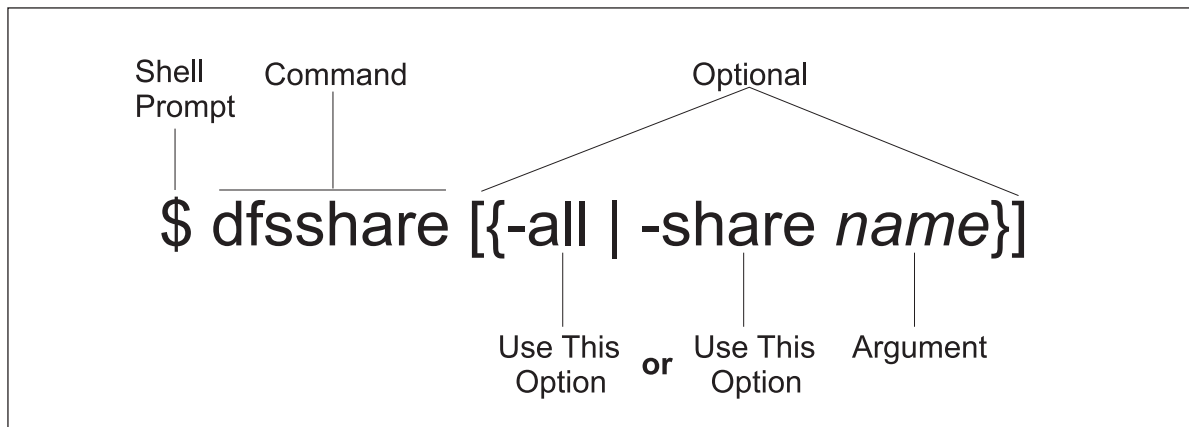 Shell
Prompt
Command
Optional
$ dfsshare [{-all | -share name}]
Use This
Option
or
Use This
Option
Argument